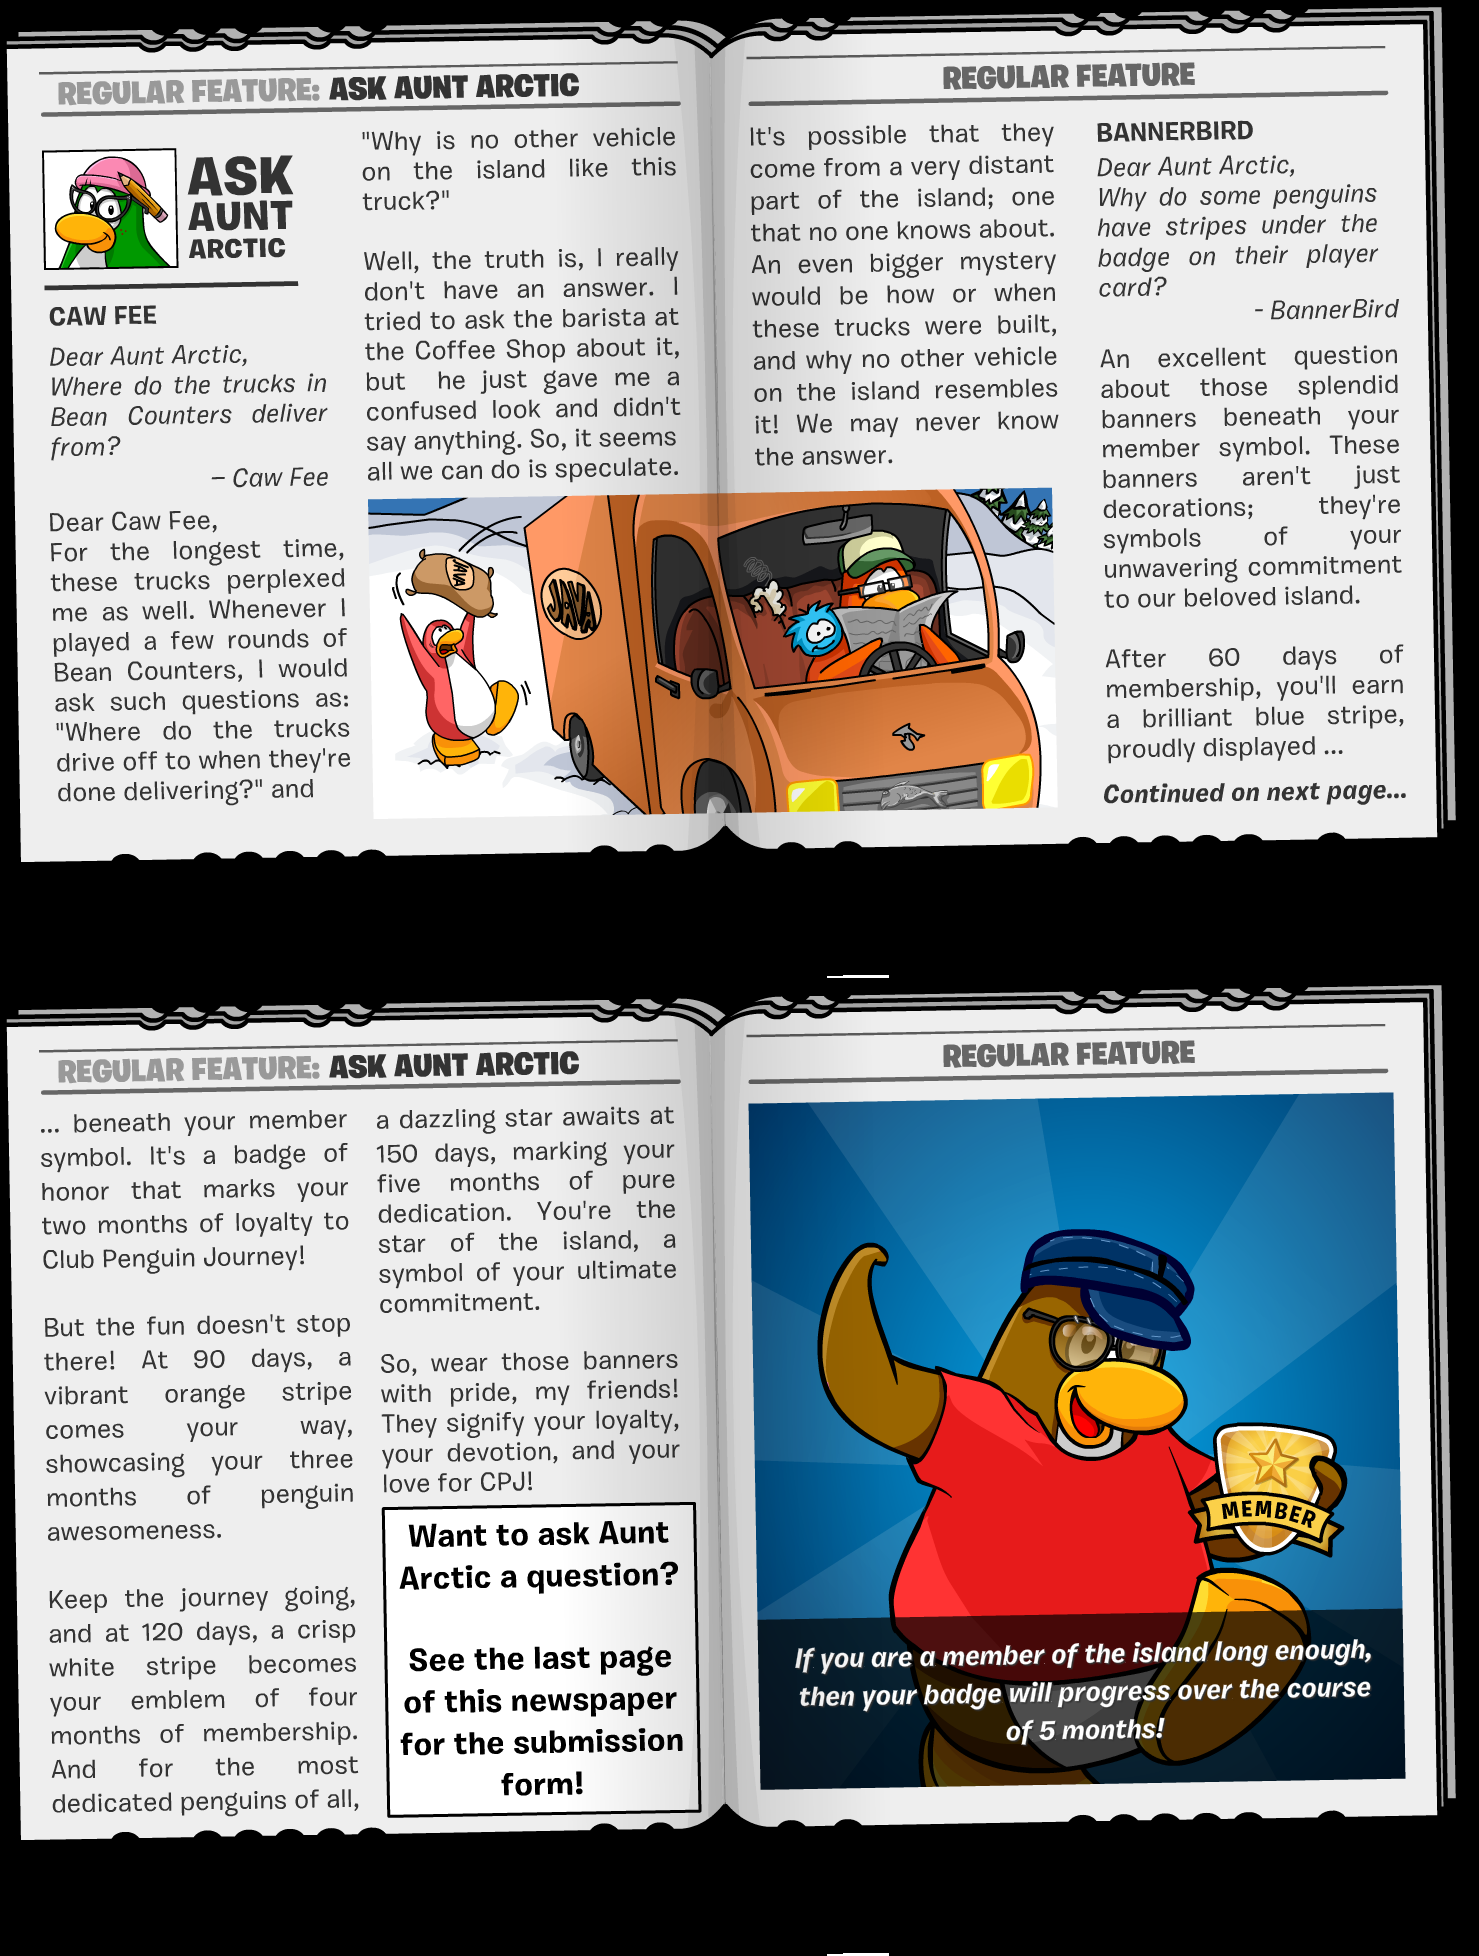 REGULAR FEATURE: ASK AUNT ARCTIC
ASK
AUNT
ARCTIC
CAW FEE
Dear Aunt Arctic,
Where do the trucks in
Bean Counters deliver
from?
– Caw Fee
Dear Caw Fee,
For the longest time,
these trucks perplexed
me as well. Whenever I
played a few rounds of
Bean Counters, I would
ask such questions as:
"Where do the trucks
drive off to when they're
done delivering?" and
"Why is no other vehicle
on the island like this
truck?"
Well, the truth is, I really
don't have an answer. I
tried to ask the barista at
the Coffee Shop about it,
but he just gave me a
confused look and didn't
say anything. So, it seems
all we can do is speculate.
JAVA
JAVA
REGULAR FEATURE
It's possible that they
come from a very distant
part of the island; one
that no one knows about.
An even bigger mystery
would be how or when
these trucks were built,
and why no other vehicle
on the island resembles
it! We may never know
the answer.
BANNERBIRD
Dear Aunt Arctic,
Why do some penguins
have stripes under the
badge on their player
card?
- BannerBird
An excellent question
about those splendid
banners beneath your
member symbol. These
banners aren't just
decorations; they're
symbols of your
unwavering commitment
to our beloved island.
After 60 days of
membership, you'll earn
a brilliant blue stripe,
proudly displayed ...
Continued on next page...
REGULAR FEATURE: ASK AUNT ARCTIC
... beneath your member
symbol. It's a badge of
honor that marks your
two months of loyalty to
Club Penguin Journey!
But the fun doesn't stop
there! At 90 days, a
vibrant orange stripe
comes your way,
showcasing your three
months of penguin
awesomeness.
Keep the journey going,
and at 120 days, a crisp
white stripe becomes
your emblem of four
months of membership.
And for the most
dedicated penguins of all,
a dazzling star awaits at
150 days, marking your
five months of pure
dedication. You're the
star of the island, a
symbol of your ultimate
commitment.
So, wear those banners
with pride, my friends!
They signify your loyalty,
your devotion, and your
love for CPJ!
Want to ask Aunt
Arctic a question?
See the last page
of this newspaper
for the submission
form!
REGULAR FEATURE
MEMBER
If you are a member of the island long enough,
then your badge will progress over the course
of 5 months!